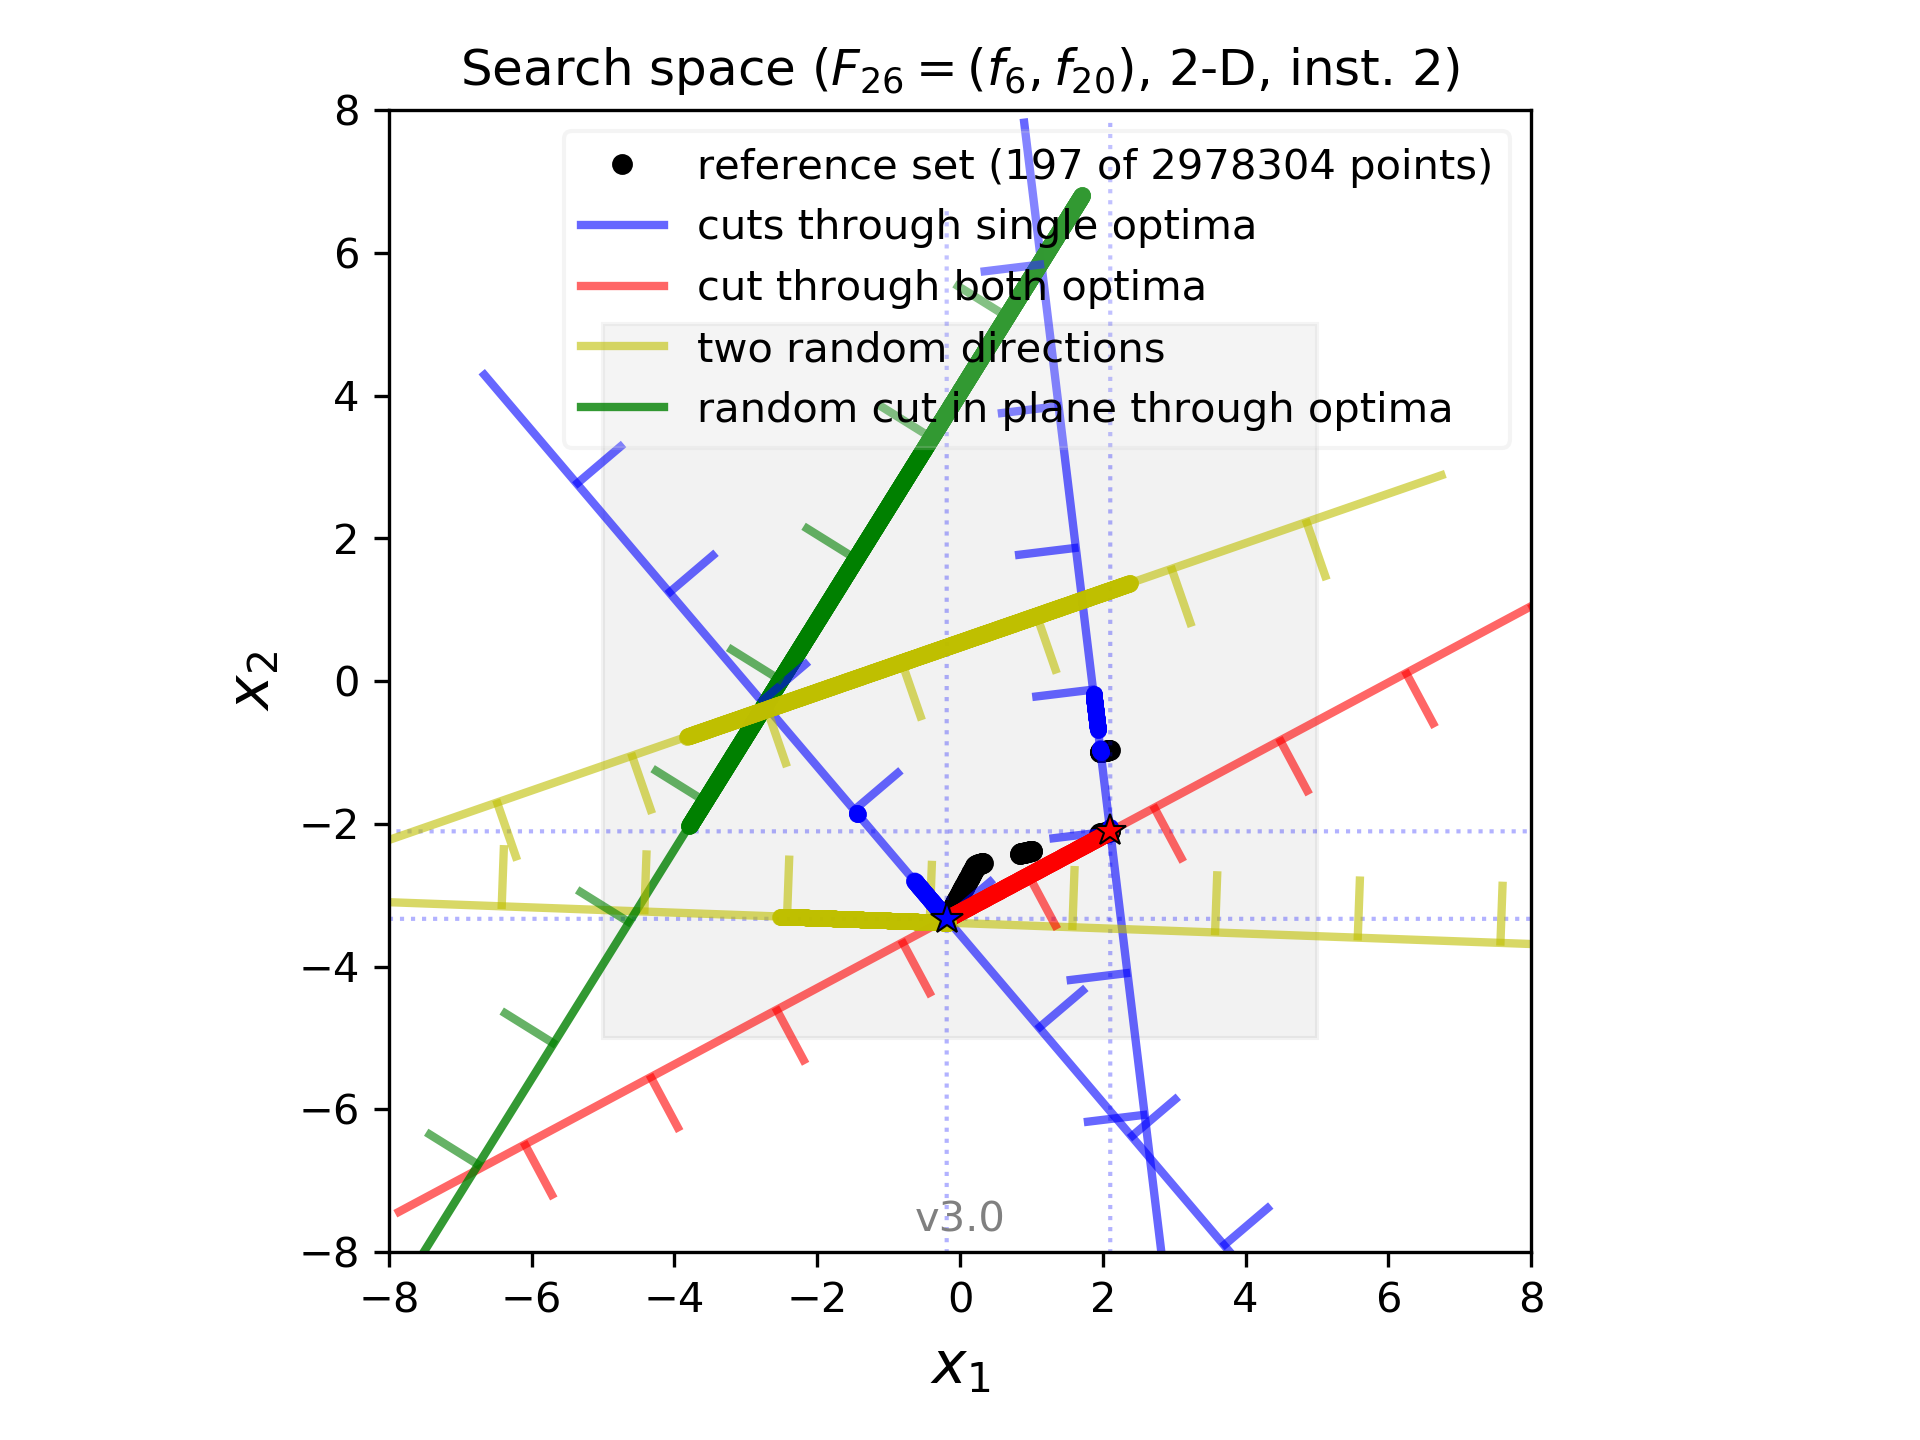 Search space (F26 = (f6, f20), 2-D, inst. 2)
reference set (197 of 2978304 points)
cuts through single optima
cut through both optima
two random directions
random cut in plane through optima
8
6
4
2
0
−2
−4
−6
−8
x2
v3.0
−8 −6 −4 −2 0 2 4 6 8
x1